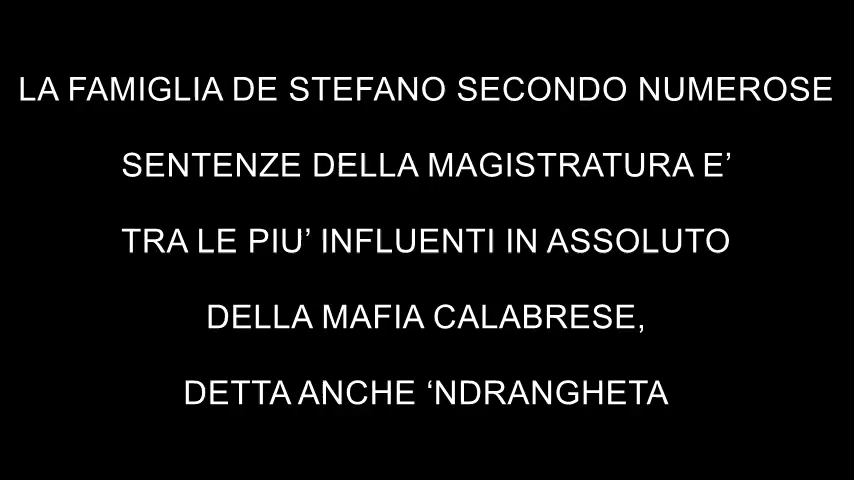 LA FAMIGLIA DE STEFANO SECONDO NUMEROSE
SENTENZE DELLA MAGISTRATURA E’
TRA LE PIU’ INFLUENTI IN ASSOLUTO
DELLA MAFIA CALABRESE,
DETTA ANCHE ‘NDRANGHETA